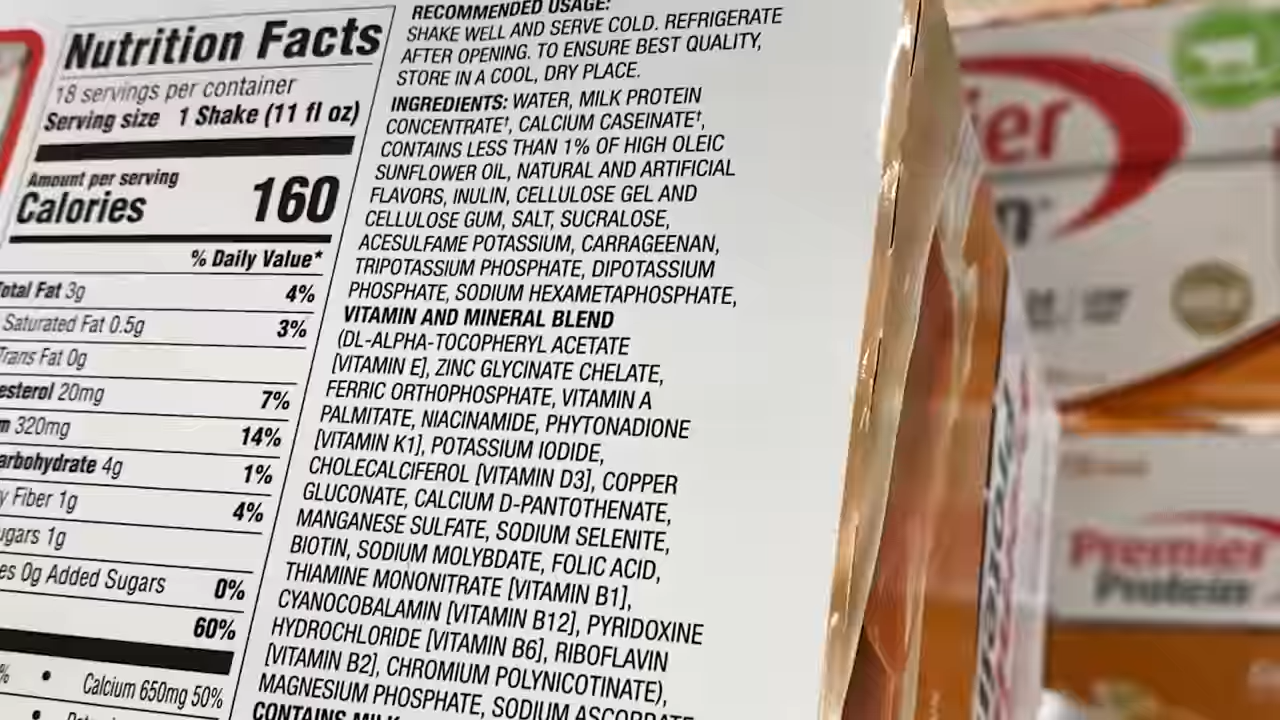 Nutrition Facts
18 servings per container
Serving size 1 Shake (11 fl oz)
Amount per serving
Calories 160
% Daily Value*
otal Fat 3g 4%
Saturated Fat 0.5g 3%
Trans Fat 0g
esterol 20mg 7%
m 320mg 14%
arbohydrate 4g 1%
y Fiber 1g 4%
ugars 1g
es 0g Added Sugars 0%
60%
% • Calcium 650mg 50%
•
RECOMMENDED USAGE:
SHAKE WELL AND SERVE COLD. REFRIGERATE
AFTER OPENING. TO ENSURE BEST QUALITY,
STORE IN A COOL, DRY PLACE.
INGREDIENTS: WATER, MILK PROTEIN
CONCENTRATE†, CALCIUM CASEINATE†,
CONTAINS LESS THAN 1% OF HIGH OLEIC
SUNFLOWER OIL, NATURAL AND ARTIFICIAL
FLAVORS, INULIN, CELLULOSE GEL AND
CELLULOSE GUM, SALT, SUCRALOSE,
ACESULFAME POTASSIUM, CARRAGEENAN,
TRIPOTASSIUM PHOSPHATE, DIPOTASSIUM
PHOSPHATE, SODIUM HEXAMETAPHOSPHATE,
VITAMIN AND MINERAL BLEND
(DL-ALPHA-TOCOPHERYL ACETATE
[VITAMIN E], ZINC GLYCINATE CHELATE,
FERRIC ORTHOPHOSPHATE, VITAMIN A
PALMITATE, NIACINAMIDE, PHYTONADIONE
[VITAMIN K1], POTASSIUM IODIDE,
CHOLECALCIFEROL [VITAMIN D3], COPPER
GLUCONATE, CALCIUM D-PANTOTHENATE,
MANGANESE SULFATE, SODIUM SELENITE,
BIOTIN, SODIUM MOLYBDATE, FOLIC ACID,
THIAMINE MONONITRATE [VITAMIN B1],
CYANOCOBALAMIN [VITAMIN B12], PYRIDOXINE
HYDROCHLORIDE [VITAMIN B6], RIBOFLAVIN
[VITAMIN B2], CHROMIUM POLYNICOTINATE),
MAGNESIUM PHOSPHATE, SODIUM ASCORBATE
CONTAINS MILK
ier
n™
Premier
Protein